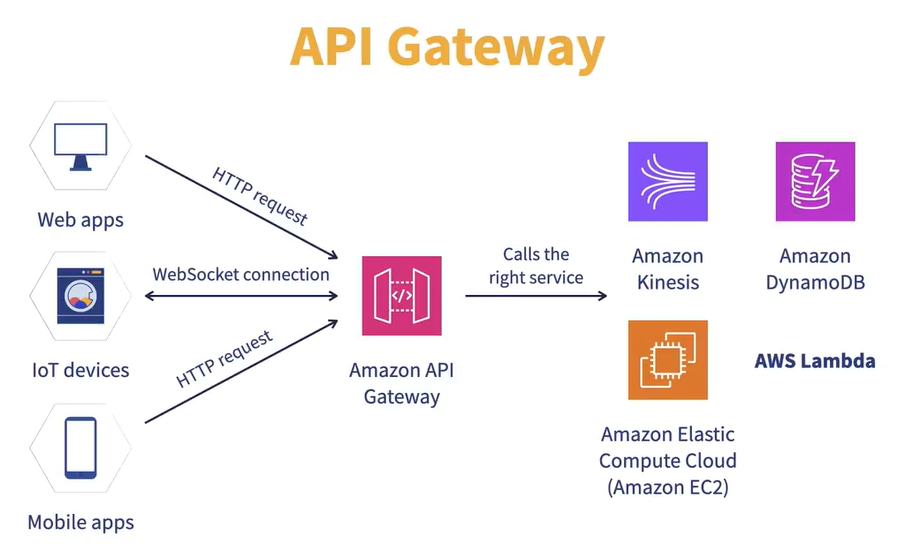 API Gateway
Web apps
HTTP request
IoT devices
WebSocket connection
Mobile apps
HTTP request
Amazon API
Gateway
</>
Calls the
right service
Amazon
Kinesis
Amazon
DynamoDB
Amazon Elastic
Compute Cloud
(Amazon EC2)
AWS Lambda